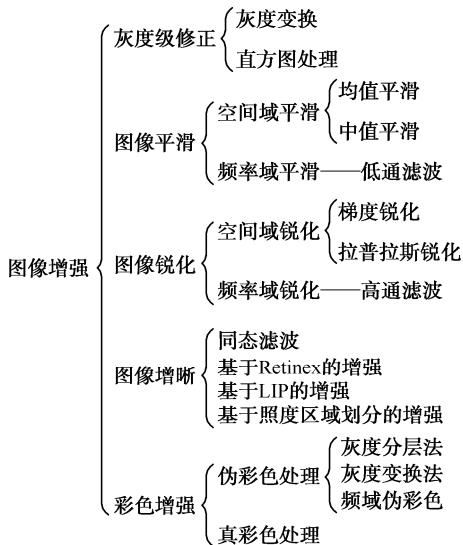 图像增强
灰度级修正
灰度变换
直方图处理
图像平滑
空间域平滑
均值平滑
中值平滑
频率域平滑——低通滤波
图像锐化
空间域锐化
梯度锐化
拉普拉斯锐化
频率域锐化——高通滤波
图像增晰
同态滤波
基于Retinex的增强
基于LIP的增强
基于照度区域划分的增强
彩色增强
伪彩色处理
灰度分层法
灰度变换法
频域伪彩色
真彩色处理